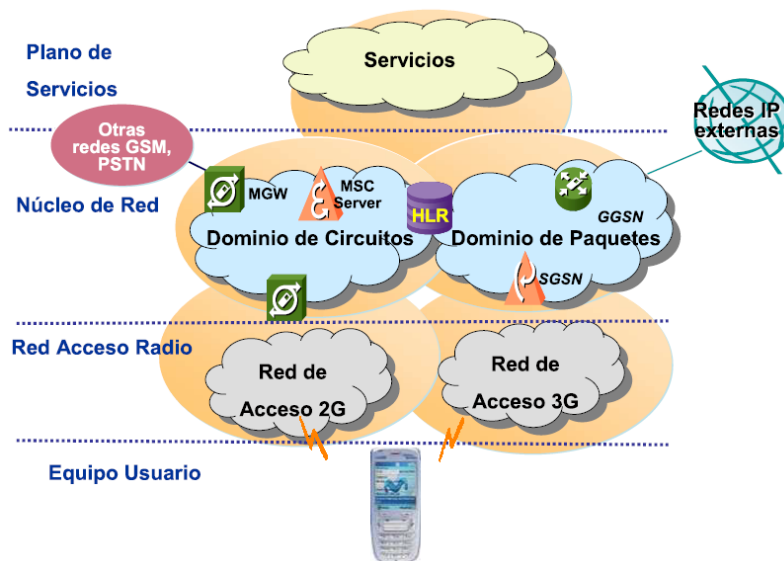 Plano de
Servicios
Servicios
Redes IP
externas
Otras
redes GSM,
PSTN
Núcleo de Red
MGW
MSC
Server
HLR
GGSN
Dominio de Circuitos
Dominio de Paquetes
SGSN
Red Acceso Radio
Red de
Acceso 2G
Red de
Acceso 3G
Equipo Usuario